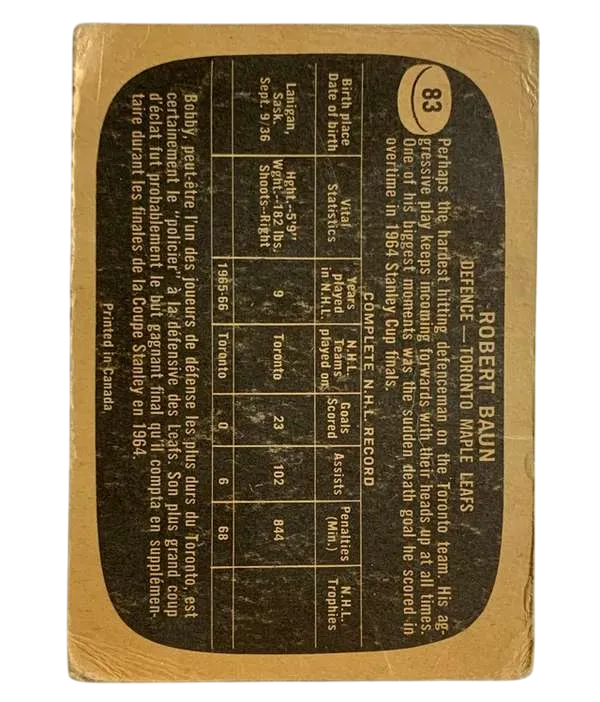 83
ROBERT BAUN
DEFENCE — TORONTO MAPLE LEAFS
Perhaps the hardest hitting defenceman on the Toronto team. His ag-
gressive play keeps incoming forwards with their heads up at all times.
One of his biggest moments was the sudden death goal he scored in
overtime in 1964 Stanley Cup finals.
COMPLETE N.H.L. RECORD
Birth place Date of birth | Vital Statistics | Years played in N.H.L. | N.H.L. Teams played on | Goals Scored | Assists | Penalties (Min.) | N.H.L. Trophies
Lanigan, Sask. Sept. 9/36 | Hght.--5'9" Wght.--182 lbs. Shoots--Right | 9 | Toronto | 23 | 102 | 844
1965-66 | Toronto | 0 | 6 | 68
Bobby, peut-être l'un des joueurs de défense les plus durs du Toronto, est
certainement le "policier" à la défensive des Leafs. Son plus grand coup
d'éclat fut probablement le but gagnant final qu'il compta en supplémen-
taire durant les finales de la Coupe Stanley en 1964.
Printed in Canada